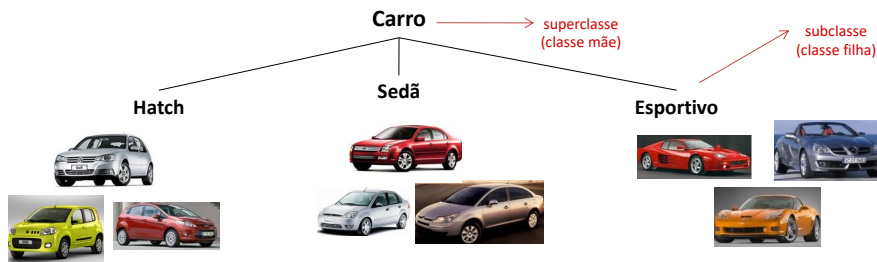 Carro
superclasse
(classe mãe)
subclasse
(classe filha)
Hatch
Sedã
Esportivo